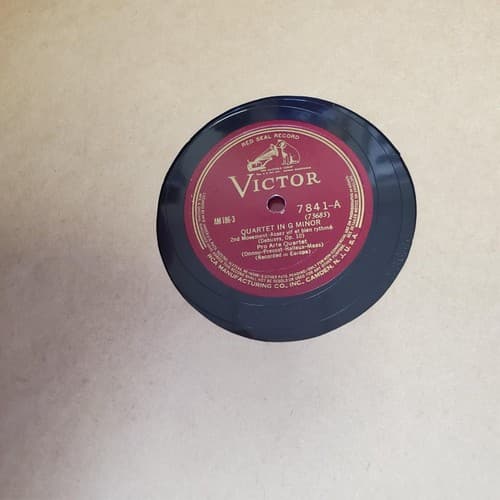 RED SEAL RECORD
VICTOR
7841-A
(73685)
AM 186-3
QUARTET IN G MINOR
2nd Movement-Assez vif et bien rythmé
(Debussy, Op. 10)
Pro Arte Quartet
(Onnou-Prevost-Halleux-Maas)
(Recorded in Europe)
RCA MANUFACTURING CO., INC., CAMDEN, N. J., U. S. A.